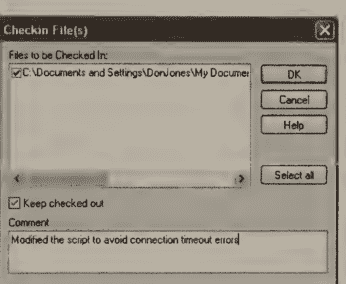 Checkin File(s)
Files to be Checked In:
C:\Documents and Settings\DonJones\My Documer
OK
Cancel
Help
Select all
Keep checked out
Comment
Modified the script to avoid connection timeout errors